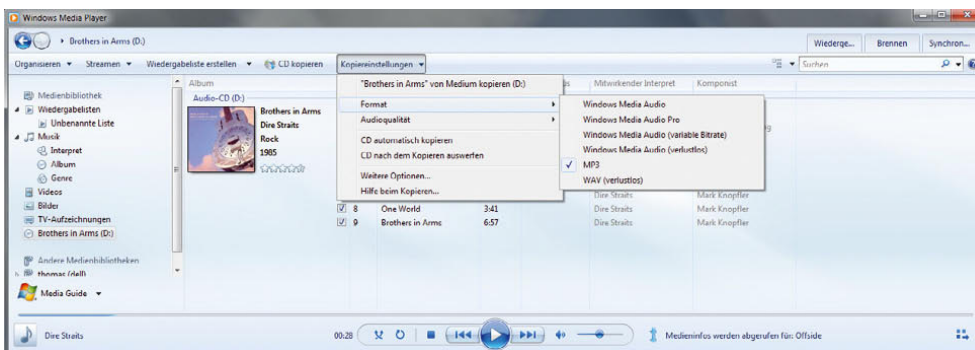 Windows Media Player
Brothers in Arms (D:)
Wiederge... Brennen Synchron...
Organisieren Streamen Wiedergabeliste erstellen CD kopieren Kopiereinstellungen Suchen
Medienbibliothek
Wiedergabelisten
Unbenannte Liste
Musik
Interpret
Album
Genre
Videos
Bilder
TV-Aufzeichnungen
Brothers in Arms (D:)
Andere Medienbibliotheken
thomas (dell)
Media Guide
Album
Audio-CD (D:)
Brothers in Arms
Dire Straits
Rock
1985
"Brothers in Arms" von Medium kopieren (D:)
Format
Audioqualität
CD automatisch kopieren
CD nach dem Kopieren auswerfen
Weitere Optionen...
Hilfe beim Kopieren...
Mitwirkender Interpret Komponist
Windows Media Audio
Windows Media Audio Pro
Windows Media Audio (variable Bitrate)
Windows Media Audio (verlustlos)
MP3
WAV (verlustlos)
Dire Straits Mark Knopfler
8 One World 3:41 Dire Straits Mark Knopfler
9 Brothers in Arms 6:57 Dire Straits Mark Knopfler
Dire Straits 00:28 Medieninfos werden abgerufen für: Offside